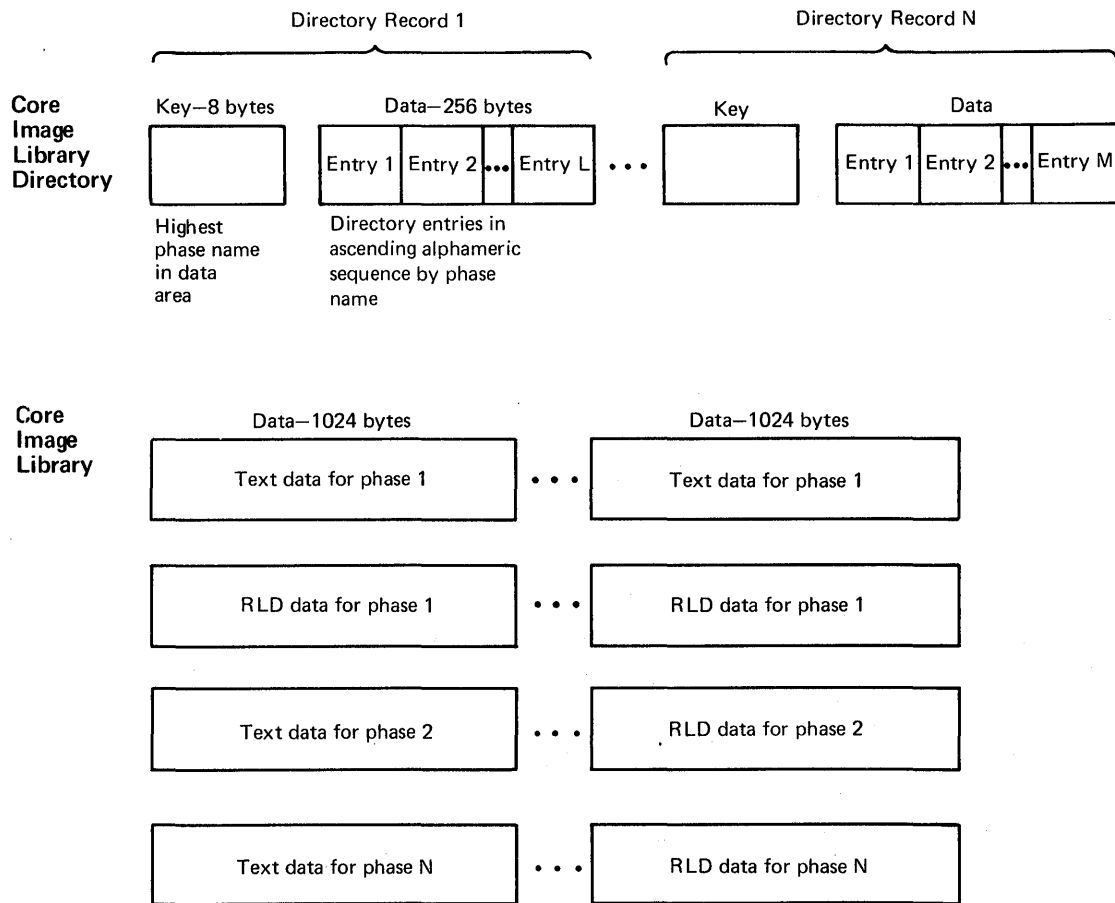 Directory Record 1
Directory Record N
Core
Image
Library
Directory
Key–8 bytes
Data–256 bytes
Key
Data
Entry 1 Entry 2 ••• Entry L • • • Entry 1 Entry 2 ••• Entry M
Highest
phase name
in data
area
Directory entries in
ascending alphameric
sequence by phase
name
Core
Image
Library
Data–1024 bytes
Data–1024 bytes
Text data for phase 1 • • • Text data for phase 1
RLD data for phase 1 • • • RLD data for phase 1
Text data for phase 2 • • • RLD data for phase 2
Text data for phase N • • • RLD data for phase N